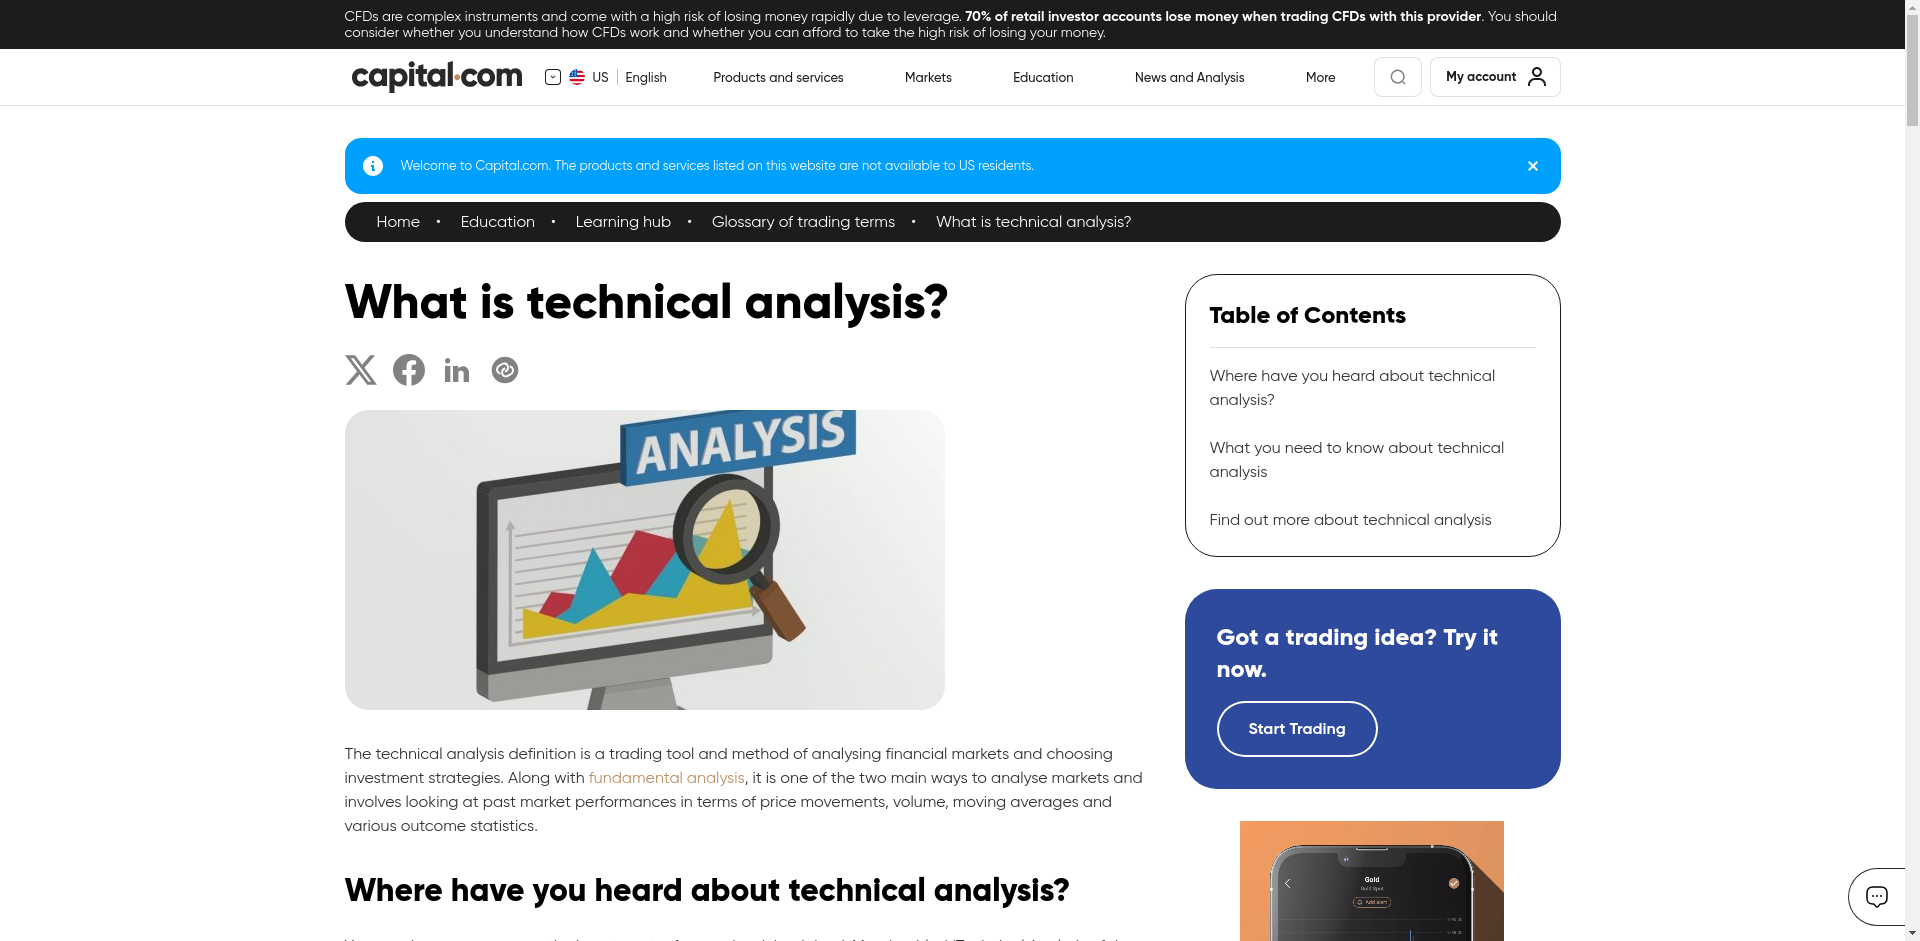 CFDs are complex instruments and come with a high risk of losing money rapidly due to leverage. 70% of retail investor accounts lose money when trading CFDs with this provider. You should
consider whether you understand how CFDs work and whether you can afford to take the high risk of losing your money.
capital.com
US
English
Products and services
Markets
Education
News and Analysis
More
My account
Welcome to Capital.com. The products and services listed on this website are not available to US residents.
Home • Education • Learning hub • Glossary of trading terms • What is technical analysis?
What is technical analysis?
ANALYSIS
The technical analysis definition is a trading tool and method of analysing financial markets and choosing
investment strategies. Along with fundamental analysis, it is one of the two main ways to analyse markets and
involves looking at past market performances in terms of price movements, volume, moving averages and
various outcome statistics.
Where have you heard about technical analysis?
Table of Contents
Where have you heard about technical
analysis?
What you need to know about technical
analysis
Find out more about technical analysis
Got a trading idea? Try it
now.
Start Trading
Gold
Gold Spot
Add alert